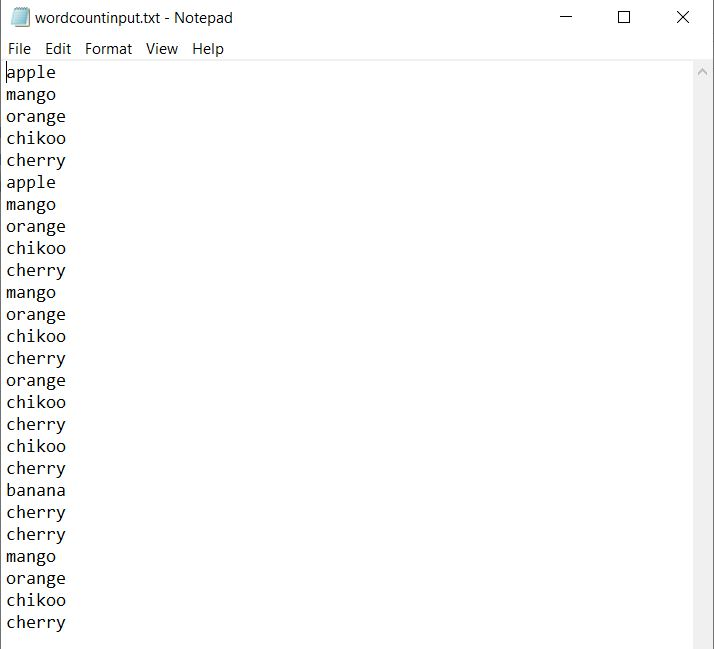 wordcountinput.txt - Notepad
File Edit Format View Help
apple
mango
orange
chikoo
cherry
apple
mango
orange
chikoo
cherry
mango
orange
chikoo
cherry
orange
chikoo
cherry
chikoo
cherry
banana
cherry
cherry
mango
orange
chikoo
cherry